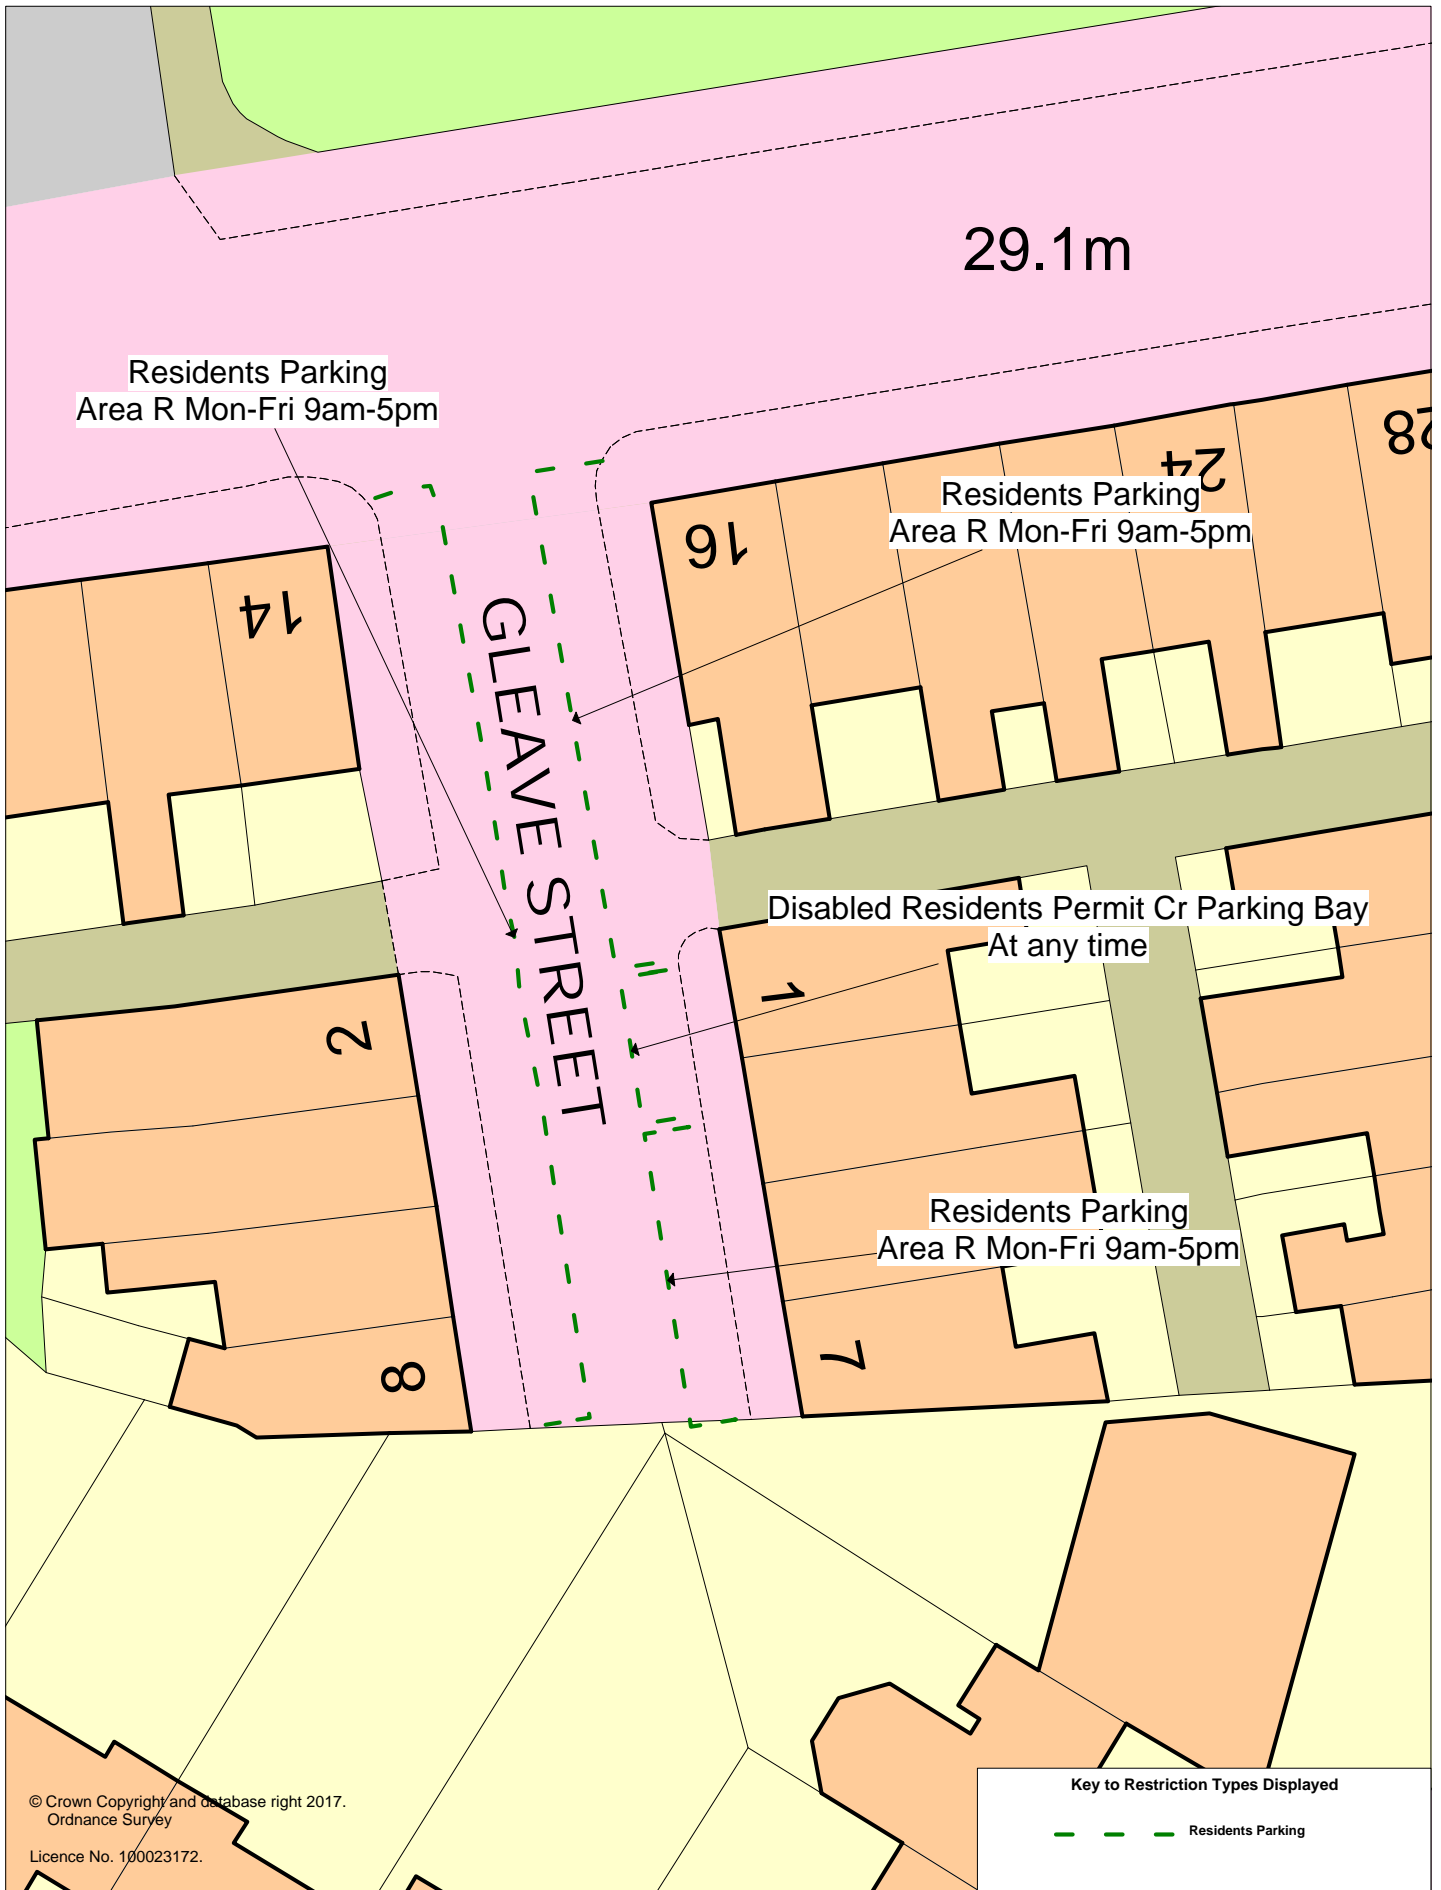 29.1m
Residents Parking
Area R Mon-Fri 9am-5pm
28
24
Residents Parking
Area R Mon-Fri 9am-5pm
16
14
GLEAVE STREET
Disabled Residents Permit Cr Parking Bay
At any time
1
2
Residents Parking
Area R Mon-Fri 9am-5pm
7
8
Key to Restriction Types Displayed
Residents Parking
© Crown Copyright and database right 2017.
Ordnance Survey
Licence No. 100023172.